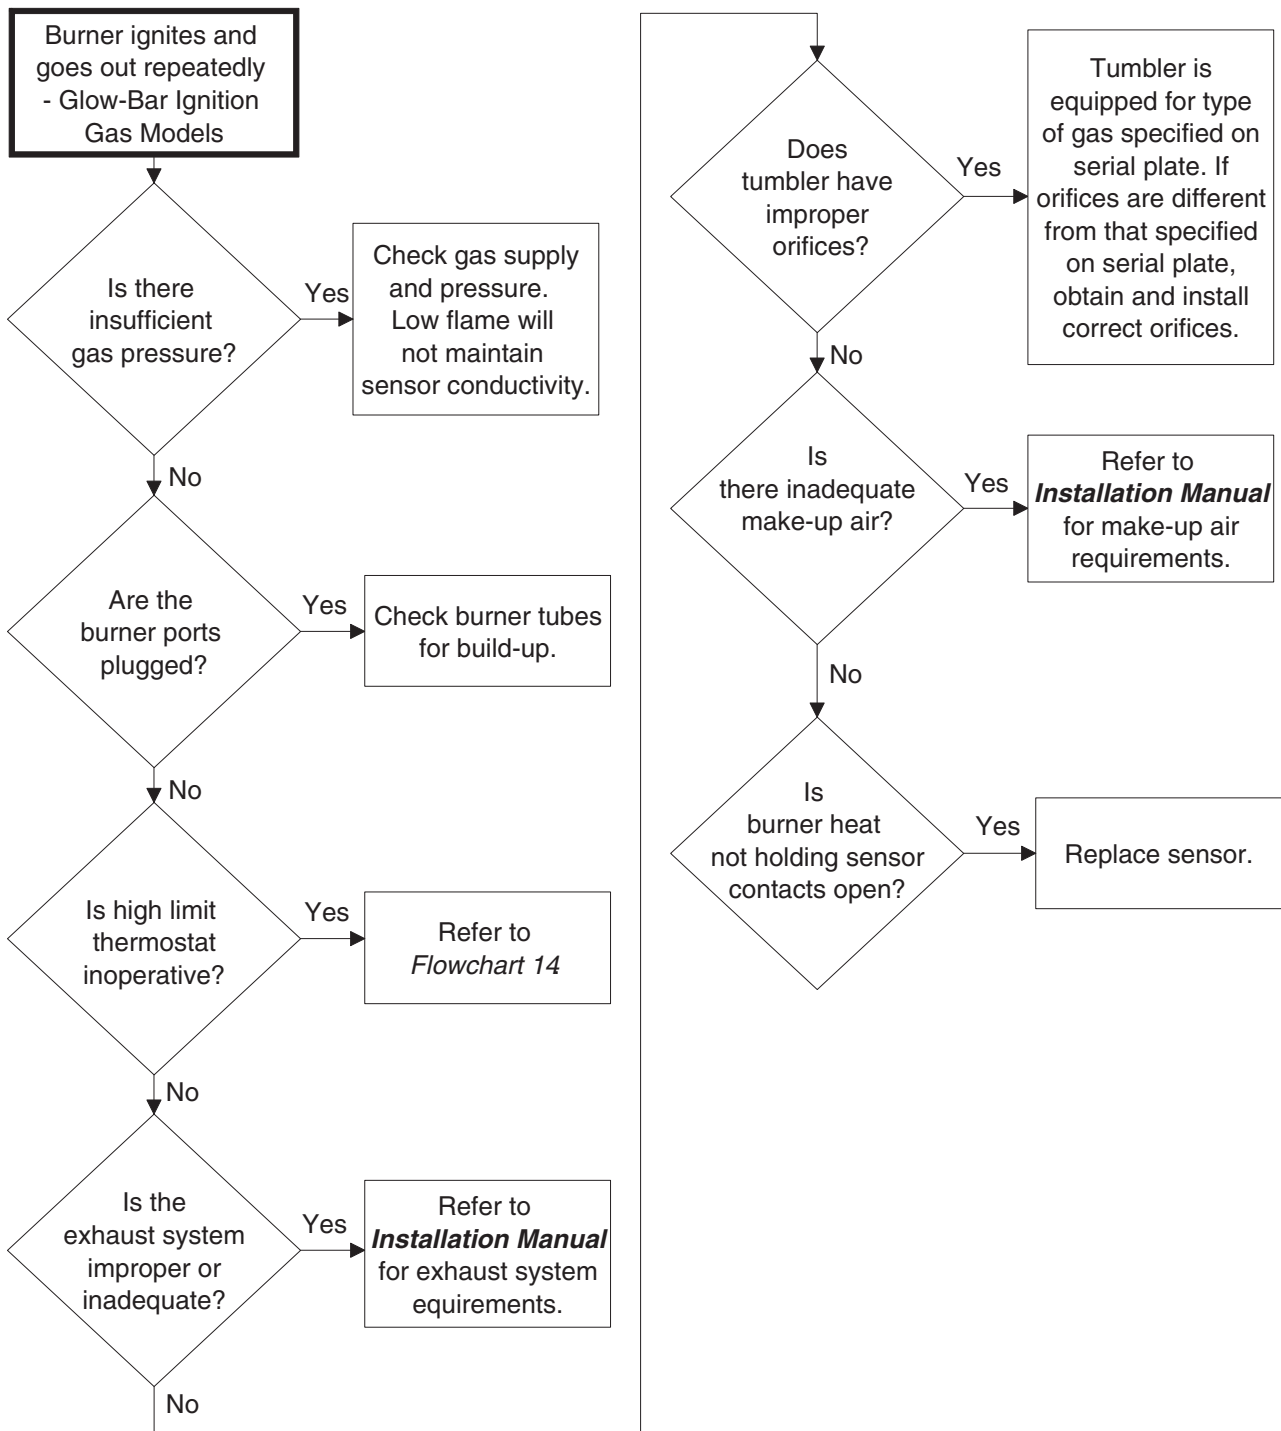 Burner ignites and
goes out repeatedly
- Glow-Bar Ignition
Gas Models
Is there
insufficient
gas pressure?
Yes
Check gas supply
and pressure.
Low flame will
not maintain
sensor conductivity.
No
Are the
burner ports
plugged?
Yes
Check burner tubes
for build-up.
No
Is high limit
thermostat
inoperative?
Yes
Refer to
Flowchart 14
No
Is the
exhaust system
improper or
inadequate?
Yes
Refer to
Installation Manual
for exhaust system
equirements.
No
Does
tumbler have
improper
orifices?
Yes
Tumbler is
equipped for type
of gas specified on
serial plate. If
orifices are different
from that specified
on serial plate,
obtain and install
correct orifices.
No
Is
there inadequate
make-up air?
Yes
Refer to
Installation Manual
for make-up air
requirements.
No
Is
burner heat
not holding sensor
contacts open?
Yes
Replace sensor.